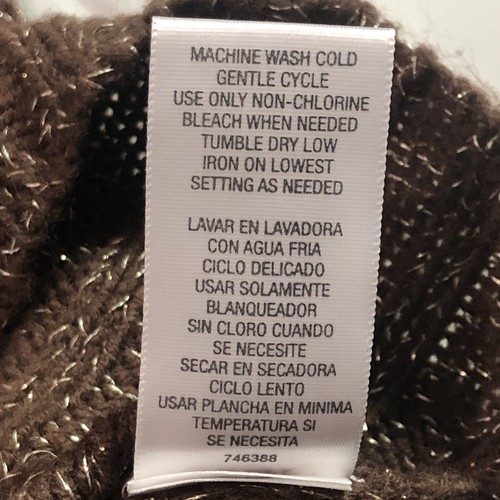 MACHINE WASH COLD
GENTLE CYCLE
USE ONLY NON-CHLORINE
BLEACH WHEN NEEDED
TUMBLE DRY LOW
IRON ON LOWEST
SETTING AS NEEDED
LAVAR EN LAVADORA
CON AGUA FRIA
CICLO DELICADO
USAR SOLAMENTE
BLANQUEADOR
SIN CLORO CUANDO
SE NECESITE
SECAR EN SECADORA
CICLO LENTO
USAR PLANCHA EN MINIMA
TEMPERATURA SI
SE NECESITA
746388